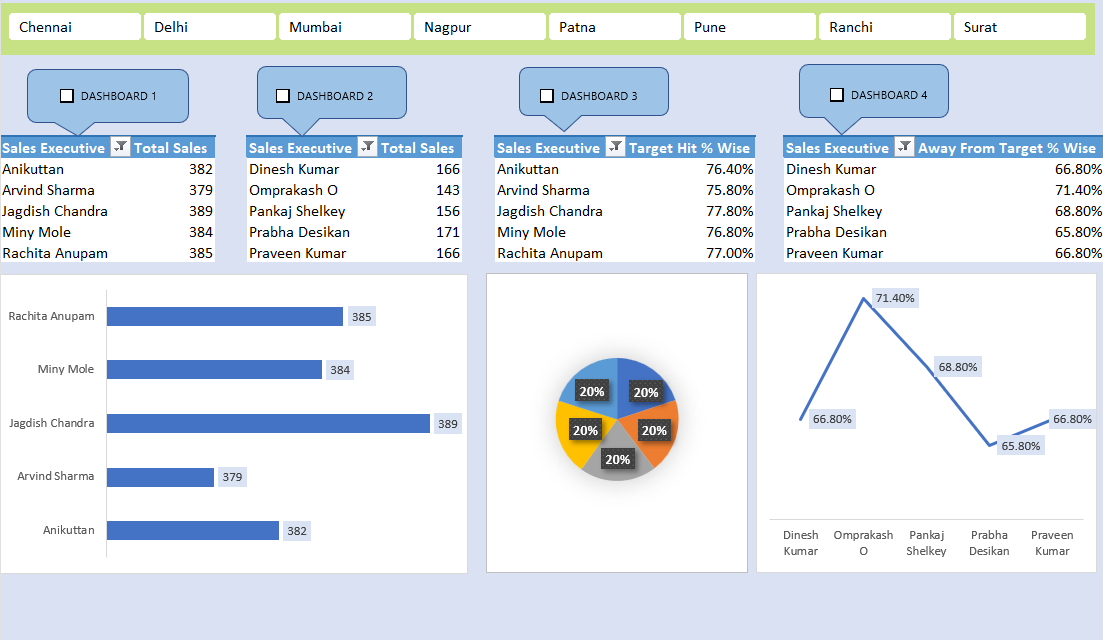 Chennai Delhi Mumbai Nagpur Patna Pune Ranchi Surat
DASHBOARD 1 DASHBOARD 2 DASHBOARD 3 DASHBOARD 4
Sales Executive Total Sales
Anikuttan 382
Arvind Sharma 379
Jagdish Chandra 389
Miny Mole 384
Rachita Anupam 385
Sales Executive Total Sales
Dinesh Kumar 166
Omprakash O 143
Pankaj Shelkey 156
Prabha Desikan 171
Praveen Kumar 166
Sales Executive Target Hit % Wise
Anikuttan 76.40%
Arvind Sharma 75.80%
Jagdish Chandra 77.80%
Miny Mole 76.80%
Rachita Anupam 77.00%
Sales Executive Away From Target % Wise
Dinesh Kumar 66.80%
Omprakash O 71.40%
Pankaj Shelkey 68.80%
Prabha Desikan 65.80%
Praveen Kumar 66.80%
Rachita Anupam 385
Miny Mole 384
Jagdish Chandra 389
Arvind Sharma 379
Anikuttan 382
20% 20%
20% 20%
20%
71.40%
68.80%
66.80% 66.80%
65.80%
Dinesh Omprakash Pankaj Prabha Praveen
Kumar O Shelkey Desikan Kumar